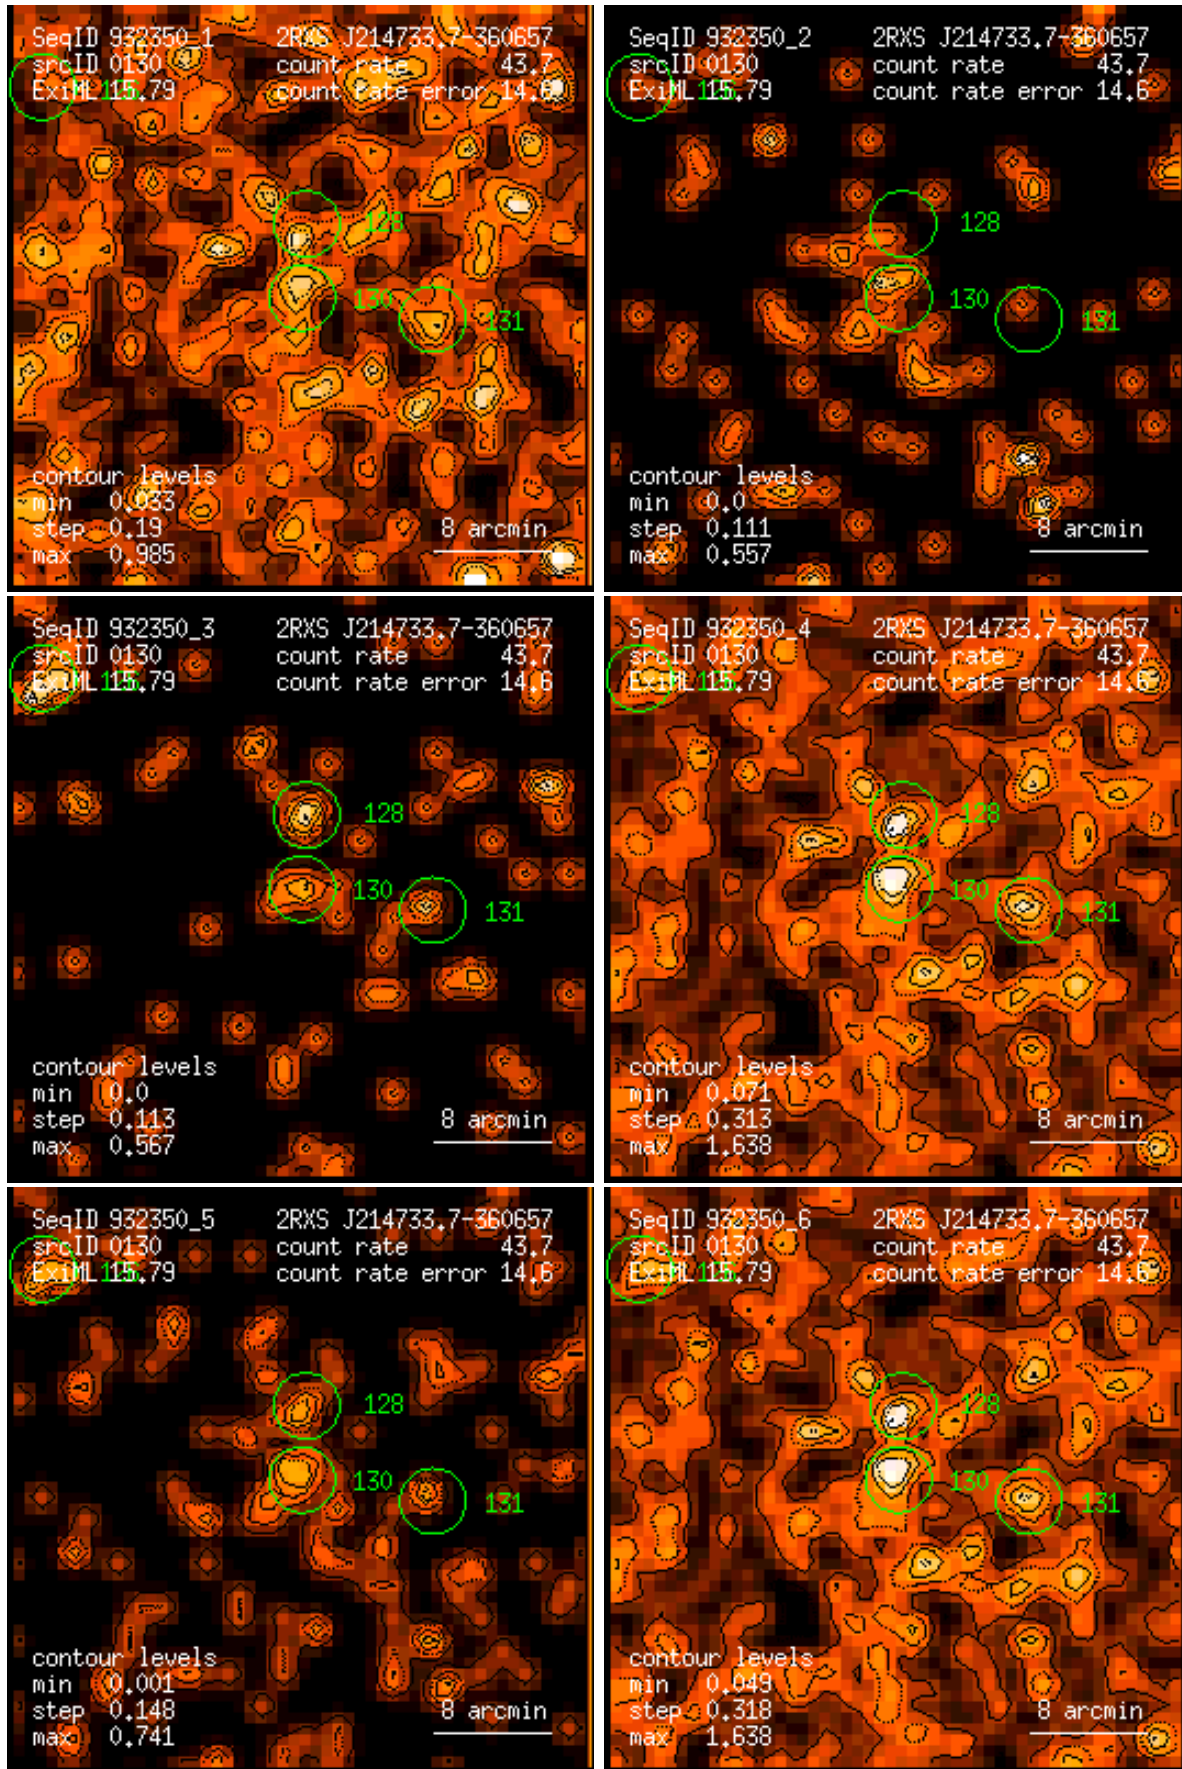 SeqID 932350_1 2RXS J214733.7-360657
srcID 0130 count rate 43.7
ExiML 15.79 count rate error 14.6
128
130
131
contour levels
min 0.033
step 0.19
max 0.985
8 arcmin
SeqID 932350_2 2RXS J214733.7-360657
srcID 0130 count rate 43.7
ExiML 15.79 count rate error 14.6
128
130
131
contour levels
min 0.0
step 0.111
max 0.557
8 arcmin
SeqID 932350_3 2RXS J214733.7-360657
srcID 0130 count rate 43.7
ExiML 15.79 count rate error 14.6
128
130
131
contour levels
min 0.0
step 0.113
max 0.567
8 arcmin
SeqID 932350_4 2RXS J214733.7-360657
srcID 0130 count rate 43.7
ExiML 15.79 count rate error 14.6
128
130
131
contour levels
min 0.071
step 0.313
max 1.638
8 arcmin
SeqID 932350_5 2RXS J214733.7-360657
srcID 0130 count rate 43.7
ExiML 15.79 count rate error 14.6
128
130
131
contour levels
min 0.001
step 0.148
max 0.741
8 arcmin
SeqID 932350_6 2RXS J214733.7-360657
srcID 0130 count rate 43.7
ExiML 15.79 count rate error 14.6
128
130
131
contour levels
min 0.049
step 0.318
max 1.638
8 arcmin